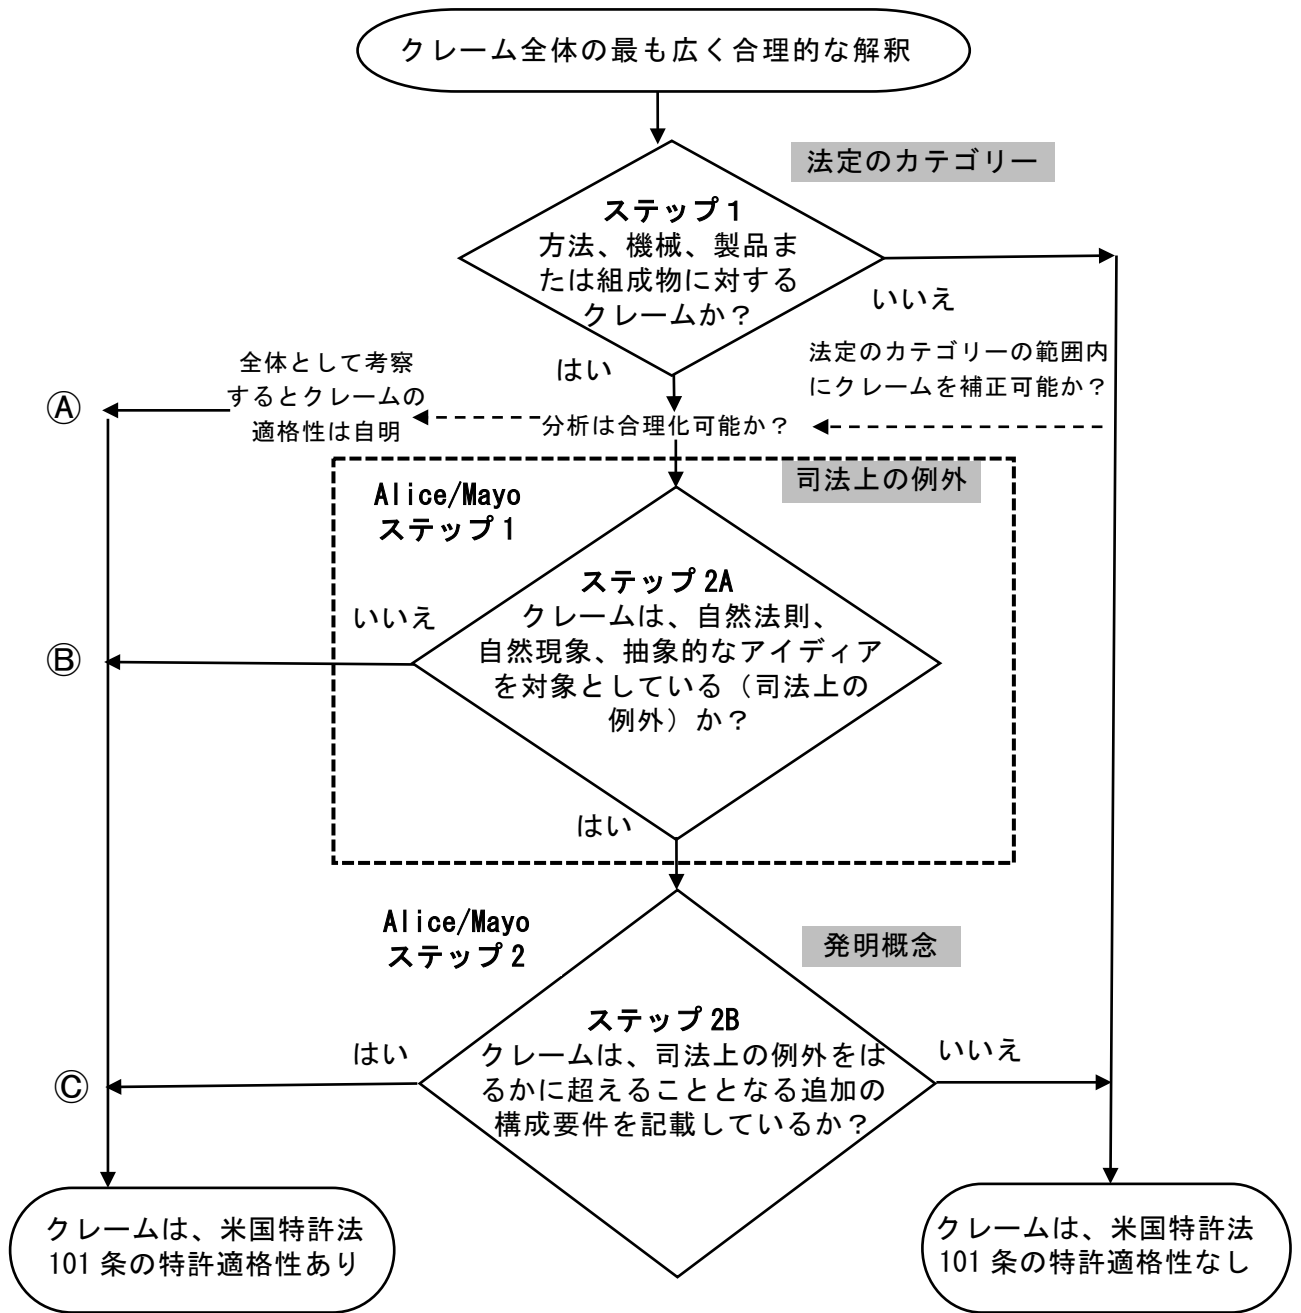 クレーム全体の最も広く合理的な解釈
法定のカテゴリー
ステップ1
方法、機械、製品ま
たは組成物に対する
クレームか?
いいえ
はい
法定のカテゴリーの範囲内
にクレームを補正可能か?
全体として考察
するとクレームの
適格性は自明
Ⓐ
分析は合理化可能か?
司法上の例外
Alice/Mayo
ステップ1
ステップ2A
クレームは、自然法則、
自然現象、抽象的なアイディア
を対象としている(司法上の
例外)か?
いいえ
Ⓑ
はい
Alice/Mayo
ステップ2
発明概念
ステップ2B
クレームは、司法上の例外をは
るかに超えることとなる追加の
構成要件を記載しているか?
はい
いいえ
Ⓒ
クレームは、米国特許法
101条の特許適格性あり
クレームは、米国特許法
101条の特許適格性なし